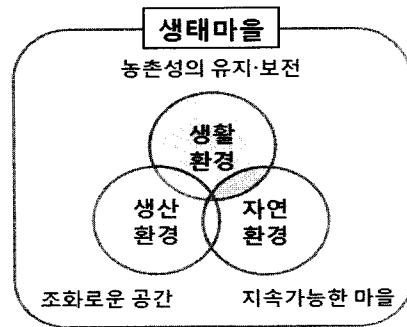 생태마을
농촌성의 유지·보전
생활
환경
생산
환경
자연
환경
조화로운 공간
지속가능한 마을